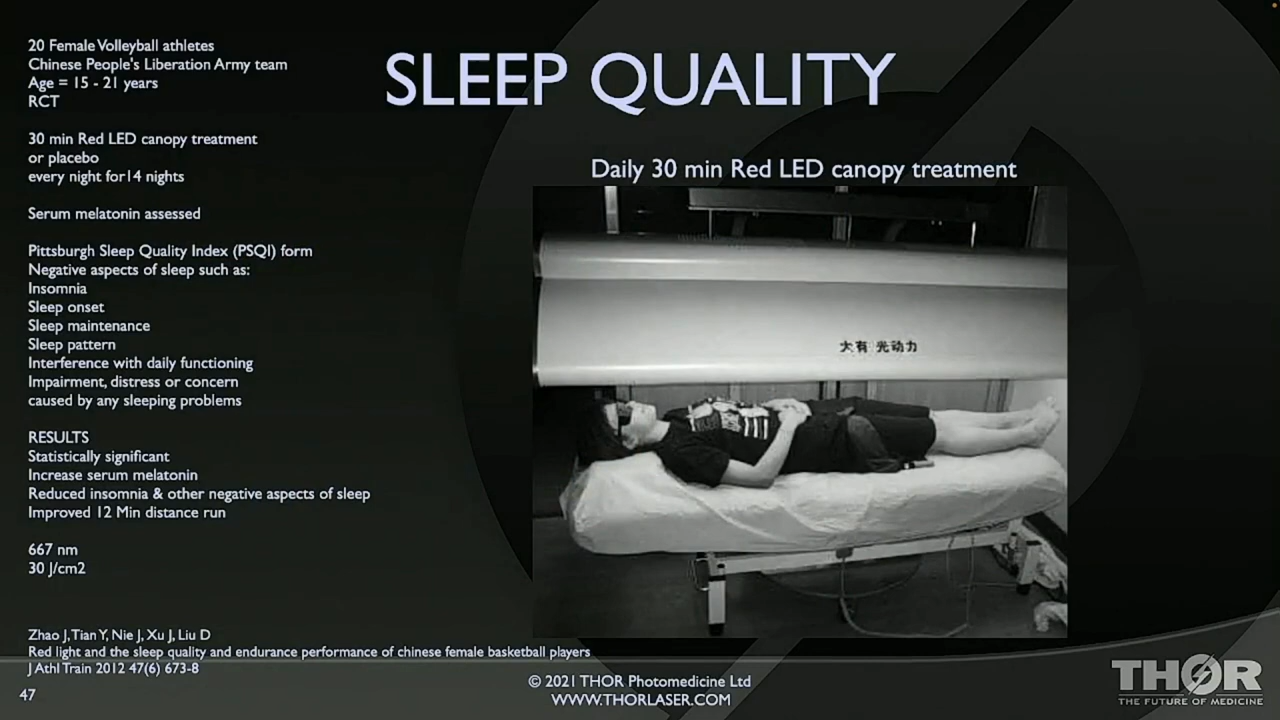 20 Female Volleyball athletes
Chinese People's Liberation Army team
Age = 15 - 21 years
RCT
30 min Red LED canopy treatment
or placebo
every night for14 nights
Serum melatonin assessed
Pittsburgh Sleep Quality Index (PSQI) form
Negative aspects of sleep such as:
Insomnia
Sleep onset
Sleep maintenance
Sleep pattern
Interference with daily functioning
Impairment, distress or concern
caused by any sleeping problems
RESULTS
Statistically significant
Increase serum melatonin
Reduced insomnia & other negative aspects of sleep
Improved 12 Min distance run
667 nm
30 J/cm2
Zhao J, Tian Y, Nie J, Xu J, Liu D
Red light and the sleep quality and endurance performance of chinese female basketball players
J Athl Train 2012 47(6) 673-8
47
SLEEP QUALITY
Daily 30 min Red LED canopy treatment
大有 光动力
© 2021 THOR Photomedicine Ltd
WWW.THORLASER.COM
THOR
THE FUTURE OF MEDICINE